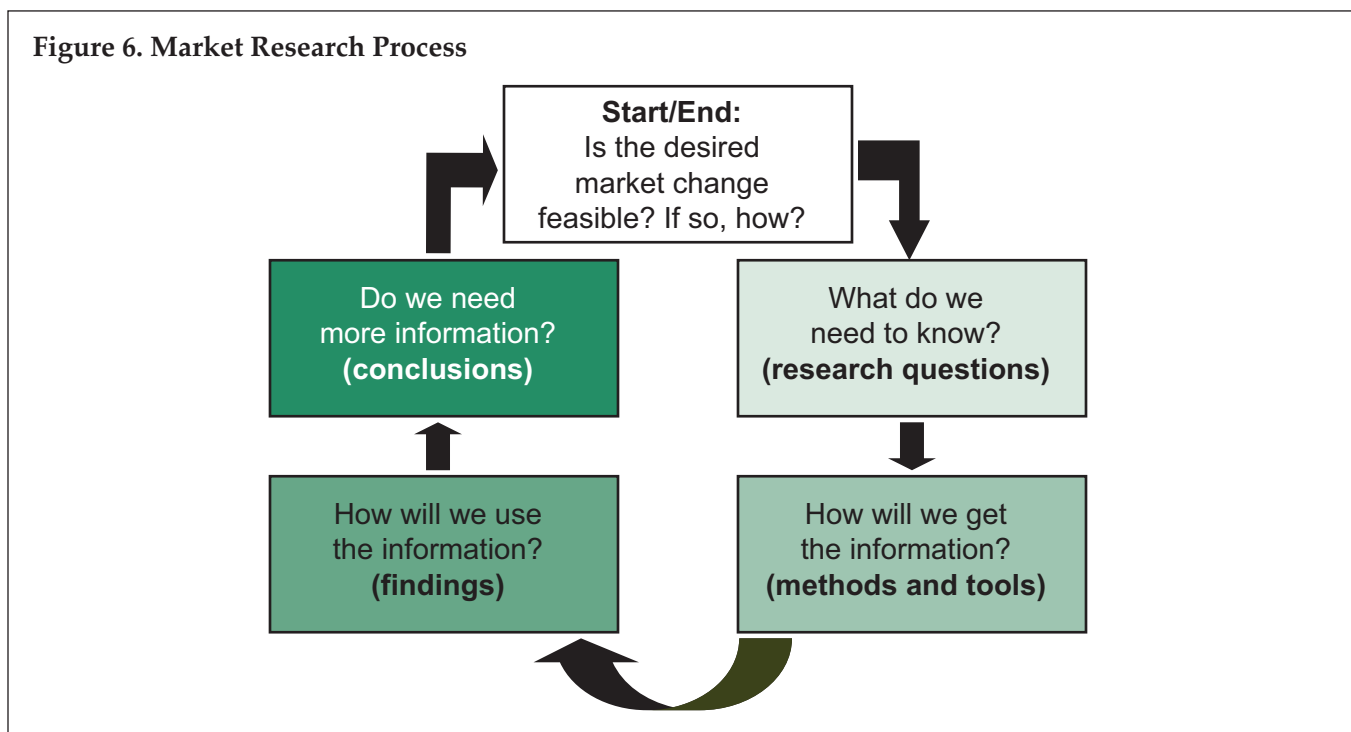 Figure 6. Market Research Process
Start/End:
Is the desired
market change
feasible? If so, how?
What do we
need to know?
(research questions)
How will we get
the information?
(methods and tools)
How will we use
the information?
(findings)
Do we need
more information?
(conclusions)